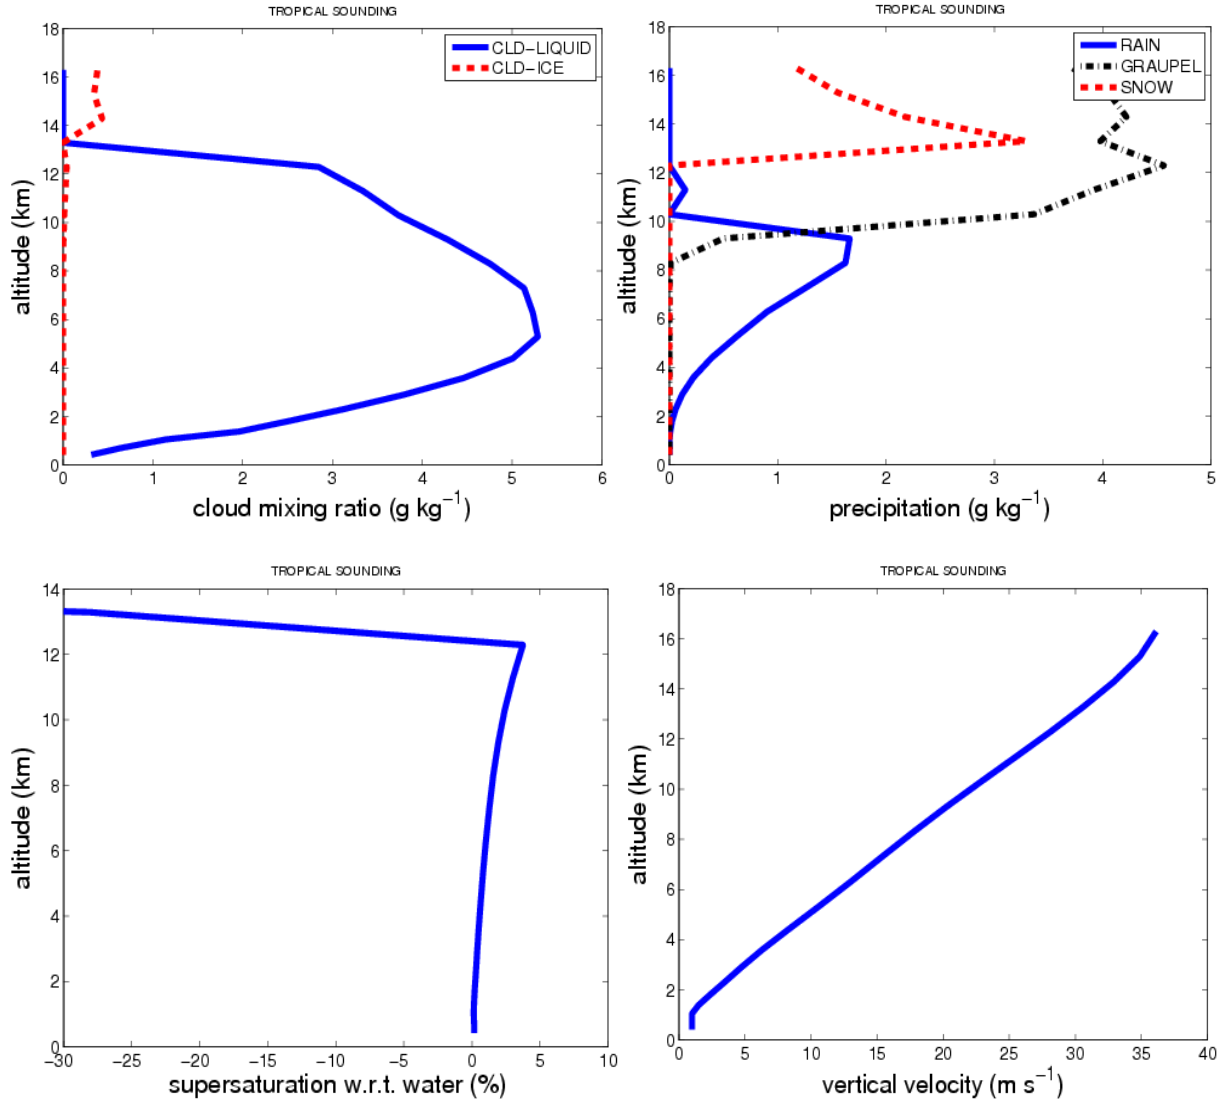 TROPICAL SOUNDING
18
16
14
12
10
8
6
4
2
0
altitude (km)
CLD-LIQUID
CLD-ICE
0 1 2 3 4 5 6
cloud mixing ratio (g kg⁻¹)
TROPICAL SOUNDING
18
16
14
12
10
8
6
4
2
0
altitude (km)
RAIN
GRAUPEL
SNOW
0 1 2 3 4 5
precipitation (g kg⁻¹)
TROPICAL SOUNDING
14
12
10
8
6
4
2
0
altitude (km)
−30 −25 −20 −15 −10 −5 0 5 10
supersaturation w.r.t. water (%)
TROPICAL SOUNDING
18
16
14
12
10
8
6
4
2
0
altitude (km)
0 5 10 15 20 25 30 35 40
vertical velocity (m s⁻¹)